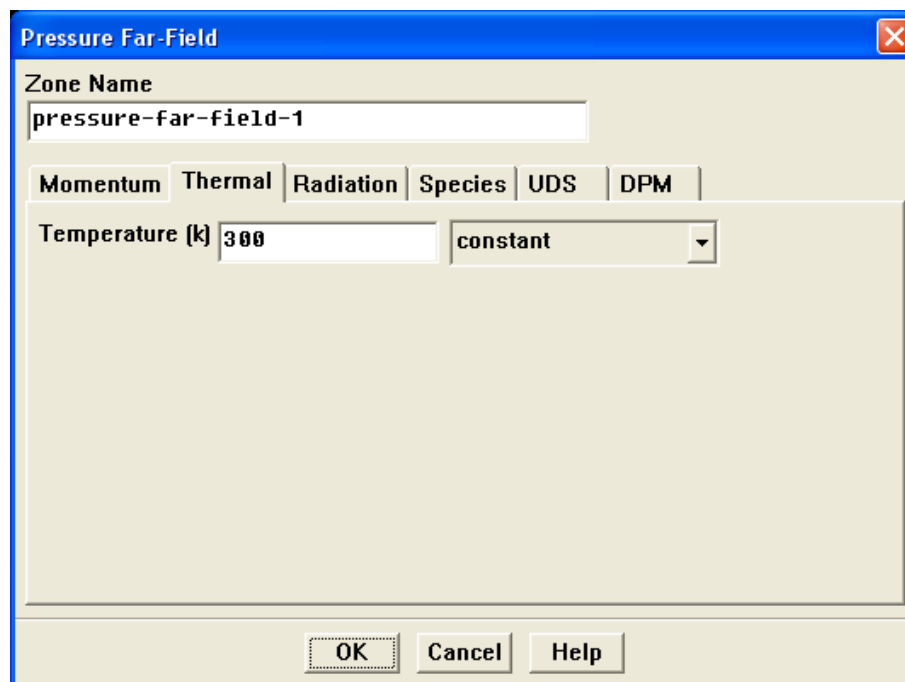 Pressure Far-Field
Zone Name
pressure-far-field-1
Momentum Thermal Radiation Species UDS DPM
Temperature (k) 300 constant
OK Cancel Help